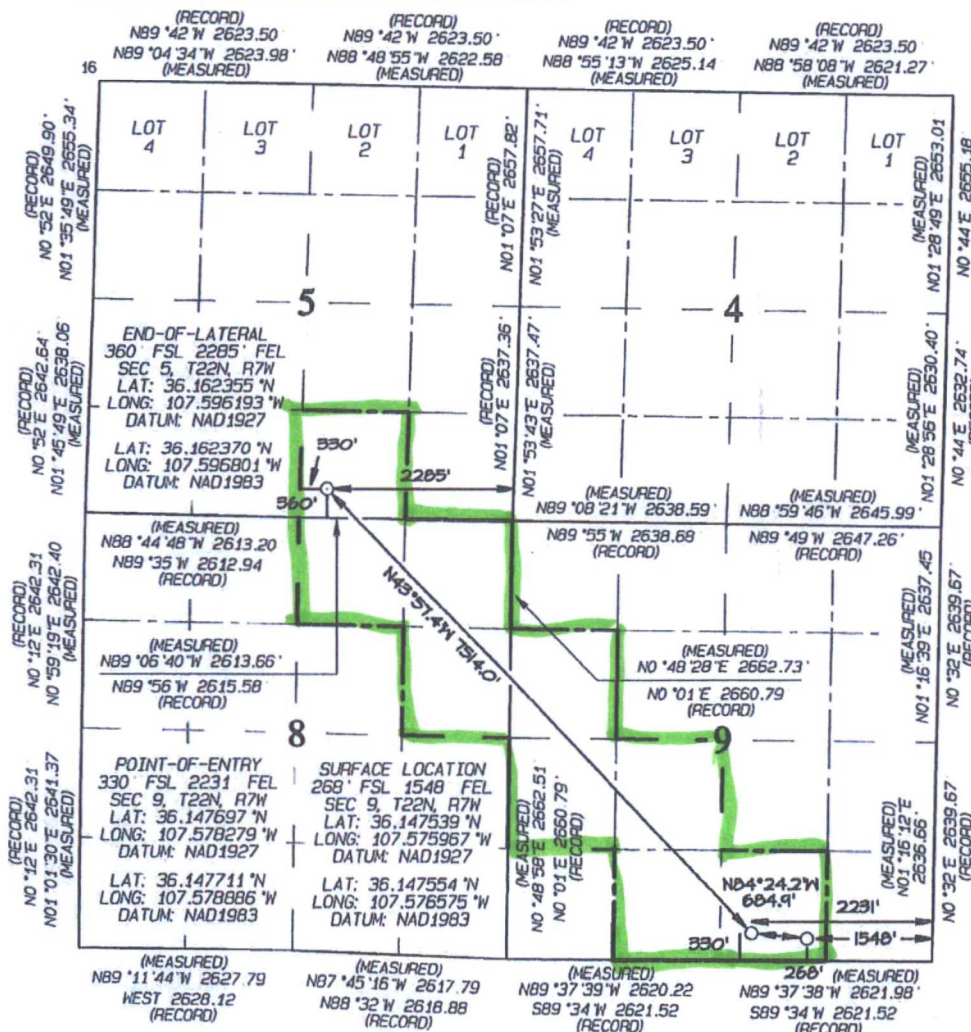 (RECORD)
N89°42'W 2623.50'
N89°04'34"W 2623.98'
(MEASURED)
(RECORD)
N89°42'W 2623.50'
N88°48'55"W 2622.58'
(MEASURED)
(RECORD)
N89°42'W 2623.50'
N88°55'13"W 2625.14'
(MEASURED)
(RECORD)
N89°42'W 2623.50'
N88°58'08"W 2621.27'
(MEASURED)
16
LOT
4
LOT
3
LOT
2
LOT
1
LOT
4
LOT
3
LOT
2
LOT
1
(RECORD)
N0°52'E 2649.90'
N01°35'49"E 2655.34'
(MEASURED)
(RECORD)
N01°07'E 2657.82'
N01°53'27"E 2657.71'
(MEASURED)
(MEASURED)
N01°28'49"E 2653.01'
N0°44'E 2655.18'
5
4
(RECORD)
N0°52'E 2642.64'
N01°45'49"E 2638.06'
(MEASURED)
END-OF-LATERAL
360' FSL 2285' FEL
SEC 5, T22N, R7W
LAT: 36.162355°N
LONG: 107.596193°W
DATUM: NAD1927
LAT: 36.162370°N
LONG: 107.596801°W
DATUM: NAD1983
(RECORD)
N01°07'E 2637.36'
N01°53'43"E 2637.47'
(MEASURED)
(MEASURED)
N01°28'56"E 2630.40'
N0°44'E 2632.74'
330'
2285'
360'
(MEASURED)
N89°08'21"W 2638.59'
N89°55'W 2638.68'
(RECORD)
(MEASURED)
N88°59'46"W 2645.99'
N89°49'W 2647.26'
(RECORD)
(MEASURED)
N88°44'48"W 2613.20'
N89°35'W 2612.94'
(RECORD)
(RECORD)
N0°12'E 2642.31'
N0°59'19"E 2642.40'
(MEASURED)
N43°57.4'W 7514.0'
(MEASURED)
N01°16'39"E 2637.45'
N0°32'E 2639.67'
(RECORD)
(MEASURED)
N89°06'40"W 2613.66'
N89°56'W 2615.58'
(RECORD)
(MEASURED)
N0°48'28"E 2662.73'
N0°01'E 2660.79'
(RECORD)
8
9
(RECORD)
N0°12'E 2642.31'
N01°01'30"E 2641.37'
(MEASURED)
POINT-OF-ENTRY
330' FSL 2231' FEL
SEC 9, T22N, R7W
LAT: 36.147697°N
LONG: 107.578279°W
DATUM: NAD1927
LAT: 36.147711°N
LONG: 107.578886°W
DATUM: NAD1983
SURFACE LOCATION
268' FSL 1548' FEL
SEC 9, T22N, R7W
LAT: 36.147539°N
LONG: 107.575967°W
DATUM: NAD1927
LAT: 36.147554°N
LONG: 107.576575°W
DATUM: NAD1983
(MEASURED)
N0°48'58"E 2662.51'
N0°01'E 2660.79'
(RECORD)
(MEASURED)
N01°16'12"E
2636.66'
N0°32'E 2639.67'
(RECORD)
N84°24.2'W
684.9'
2231'
1548'
330'
268'
(MEASURED)
N89°11'44"W 2627.79'
WEST 2628.12'
(RECORD)
(MEASURED)
N87°45'16"W 2617.79'
N88°32'W 2618.88'
(RECORD)
(MEASURED)
N89°37'39"W 2620.22'
S89°34'W 2621.52'
(RECORD)
(MEASURED)
N89°37'38"W 2621.98'
S89°34'W 2621.52'
(RECORD)